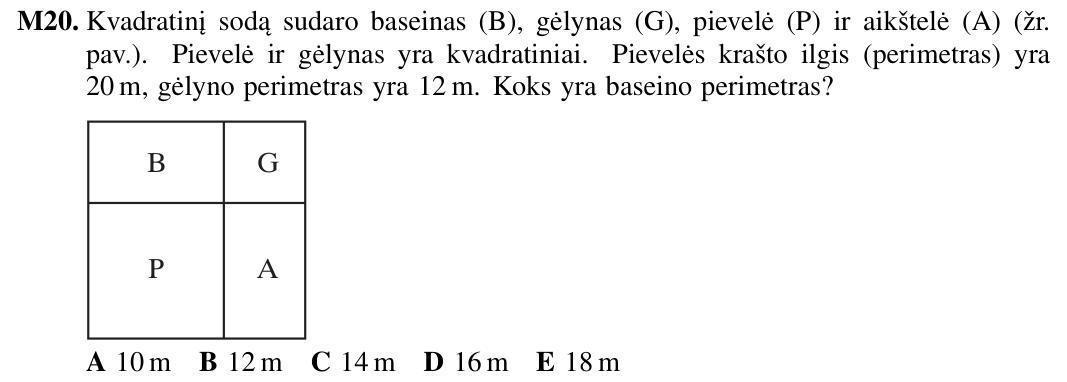 M20. Kvadratinį sodą sudaro baseinas (B), gėlynas (G), pievelė (P) ir aikštelė (A) (žr.
pav.). Pievelė ir gėlynas yra kvadratiniai. Pievelės krašto ilgis (perimetras) yra
20 m, gėlyno perimetras yra 12 m. Koks yra baseino perimetras?
B G
P A
A 10 m B 12 m C 14 m D 16 m E 18 m